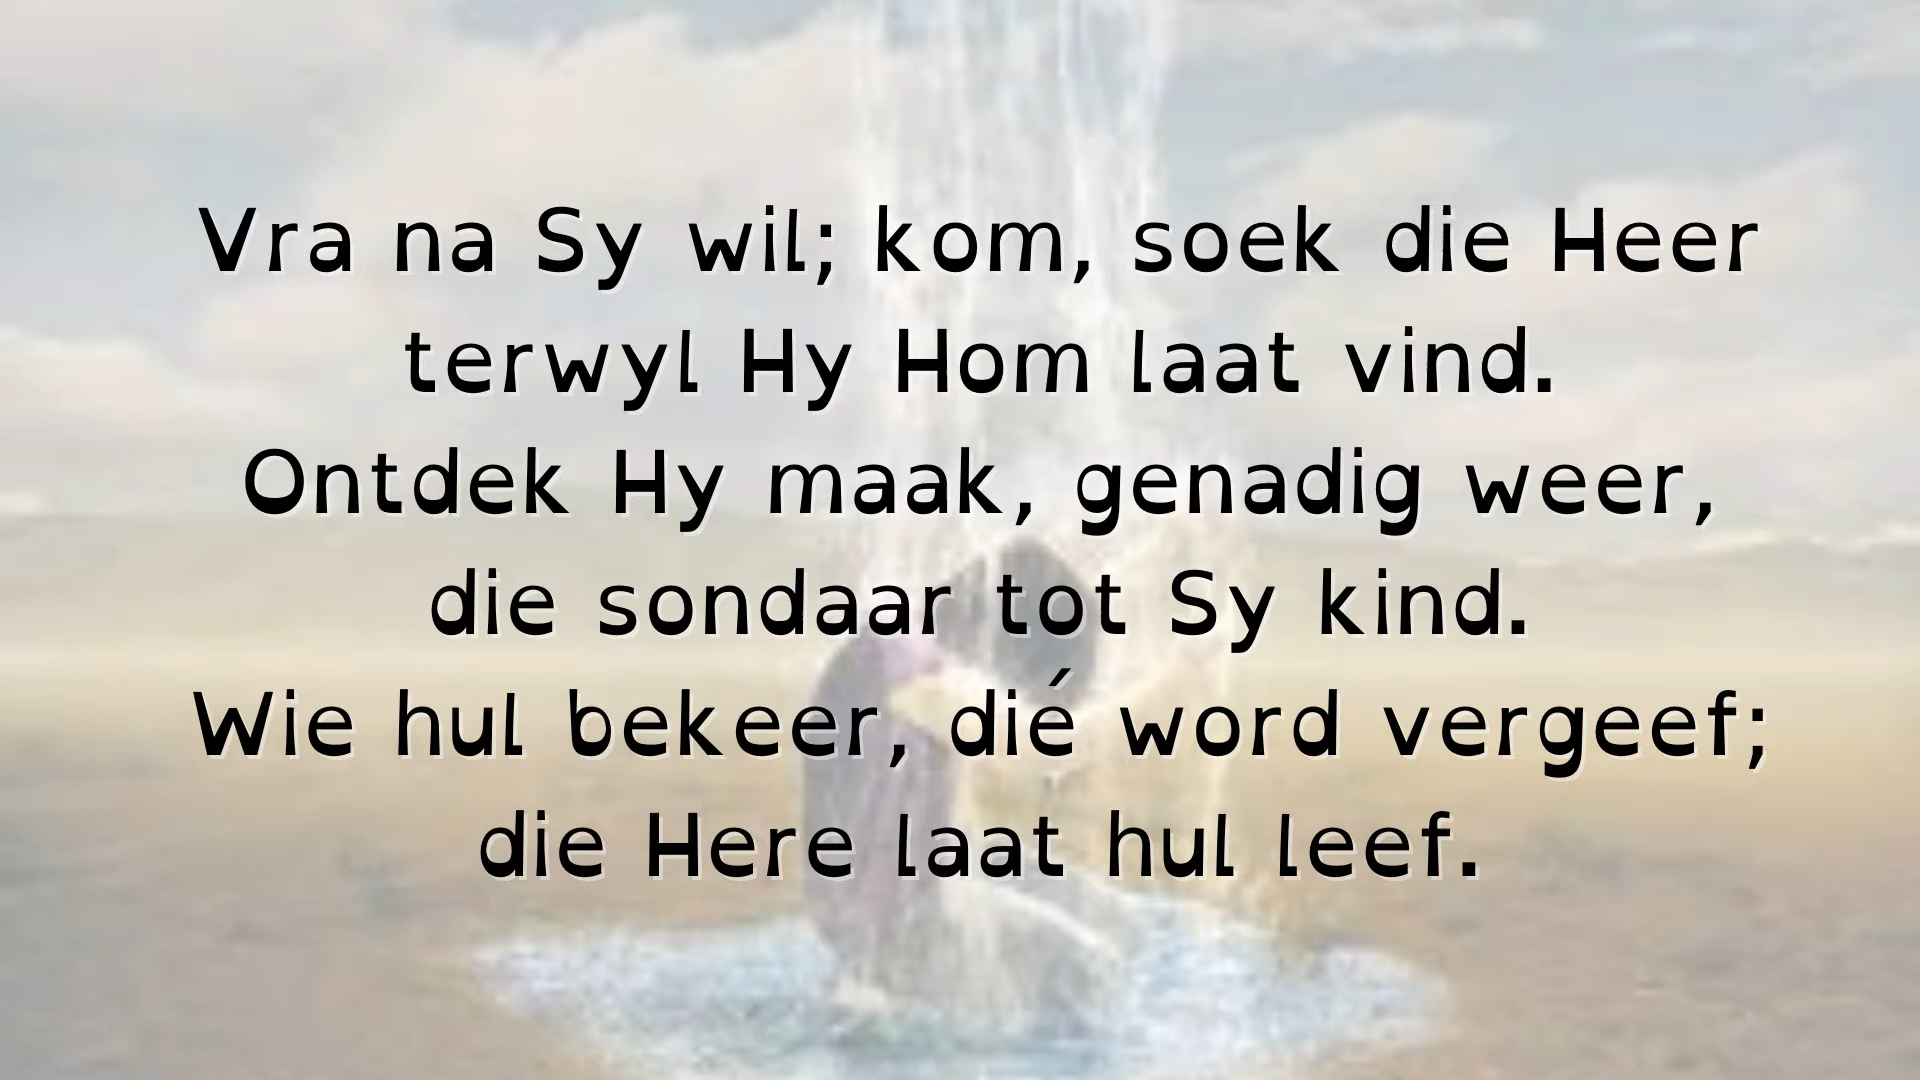 Vra na Sy wil; kom, soek die Heer
terwyl Hy Hom laat vind.
Ontdek Hy maak, genadig weer,
die sondaar tot Sy kind.
Wie hul bekeer, dié word vergeef;
die Here laat hul leef.